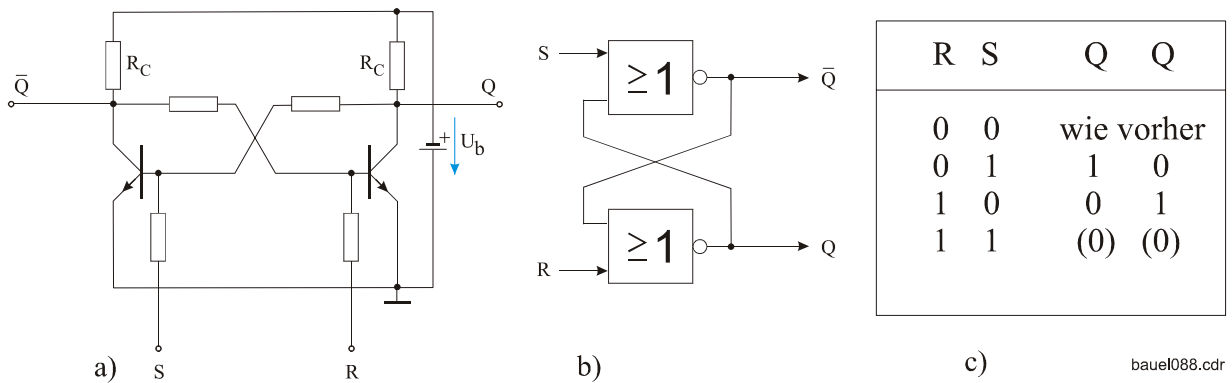 R_C
R_C
Q̅
Q
+
U_b
S
R
a)
S
≥1
Q̅
≥1
R
Q
b)
R S Q Q
0 0 wie vorher
0 1 1 0
1 0 0 1
1 1 (0) (0)
c)
bauel088.cdr